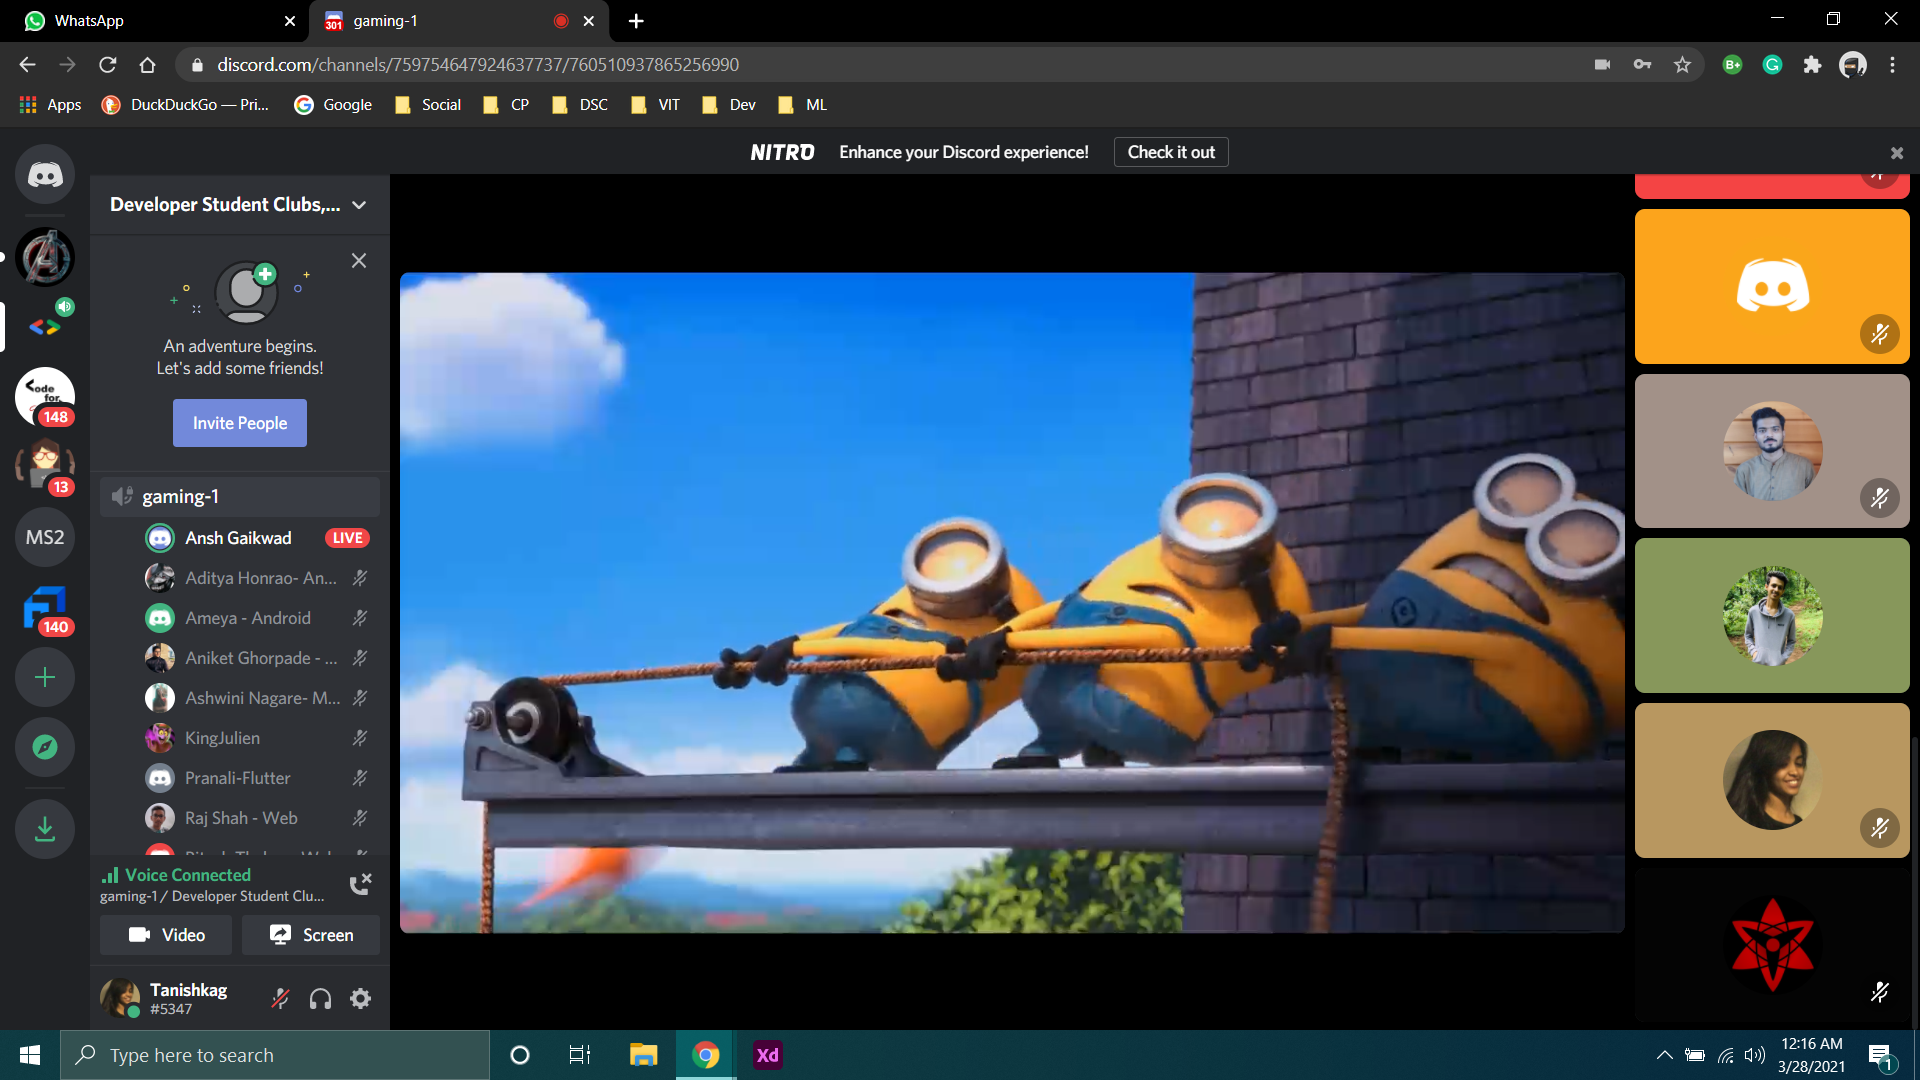 WhatsApp
301
gaming-1
discord.com/channels/759754647924637737/760510937865256990
B+
G
Apps
DuckDuckGo — Pri...
Google
Social
CP
DSC
VIT
Dev
ML
NITRO
Enhance your Discord experience!
Check it out
Developer Student Clubs,...
An adventure begins.
Let's add some friends!
Invite People
Code
for
148
13
MS2
140
gaming-1
Ansh Gaikwad
LIVE
Aditya Honrao- An...
Ameya - Android
Aniket Ghorpade - ...
Ashwini Nagare- M...
KingJulien
Pranali-Flutter
Raj Shah - Web
Voice Connected
gaming-1 / Developer Student Clu...
Video
Screen
Tanishkag
#5347
Type here to search
Xd
12:16 AM
3/28/2021
1